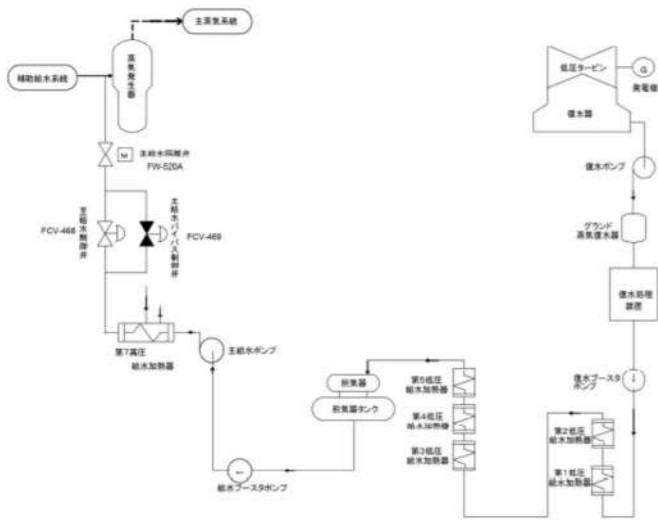 主蒸気系統
補助給水系統
蒸気発生器
低圧タービン
G
発電機
復水器
M
主給水隔離弁
FW-520A
復水ポンプ
グランド
蒸気復水器
FCV-468
主給水制御弁
主給水バイパス制御弁
FCV-469
復水処理
装置
第7高圧
給水加熱器
主給水ポンプ
脱気器
脱気器タンク
第5低圧
給水加熱器
第4低圧
給水加熱器
第3低圧
給水加熱器
復水ブースタ
ポンプ
第2低圧
給水加熱器
第1低圧
給水加熱器
給水ブースタポンプ